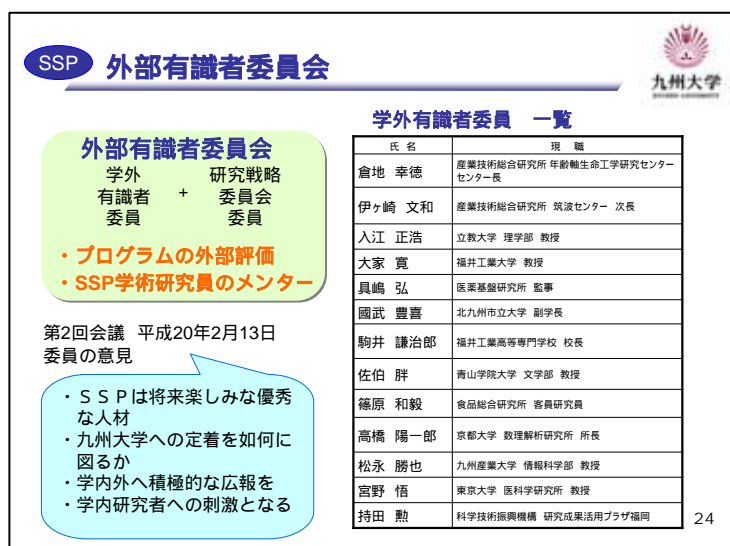 SSP 外部有識者委員会
九州大学
外部有識者委員会
学外 研究戦略
有識者 + 委員会
委員 委員
・プログラムの外部評価
・SSP学術研究員のメンター
第2回会議 平成20年2月13日
委員の意見
・ＳＳＰは将来楽しみな優秀
な人材
・九州大学への定着を如何に
図るか
・学内外へ積極的な広報を
・学内研究者への刺激となる
学外有識者委員 一覧
氏 名 現 職
倉地 幸徳 産業技術総合研究所 年齢軸生命工学研究センター
センター長
伊ヶ崎 文和 産業技術総合研究所 筑波センター 次長
入江 正浩 立教大学 理学部 教授
大家 寛 福井工業大学 教授
具嶋 弘 医薬基盤研究所 監事
國武 豊喜 北九州市立大学 副学長
駒井 謙治郎 福井工業高等専門学校 校長
佐伯 胖 青山学院大学 文学部 教授
篠原 和毅 食品総合研究所 客員研究員
高橋 陽一郎 京都大学 数理解析研究所 所長
松永 勝也 九州産業大学 情報科学部 教授
宮野 悟 東京大学 医科学研究所 教授
持田 勲 科学技術振興機構 研究成果活用プラザ福岡
24